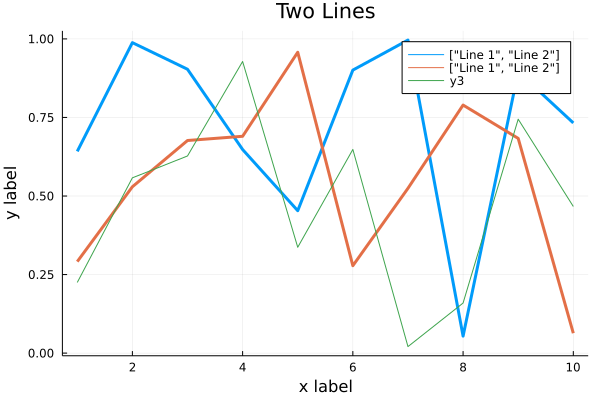 Two Lines
["Line 1", "Line 2"]
["Line 1", "Line 2"]
y3
y label
1.00
0.75
0.50
0.25
0.00
2 4 6 8 10
x label